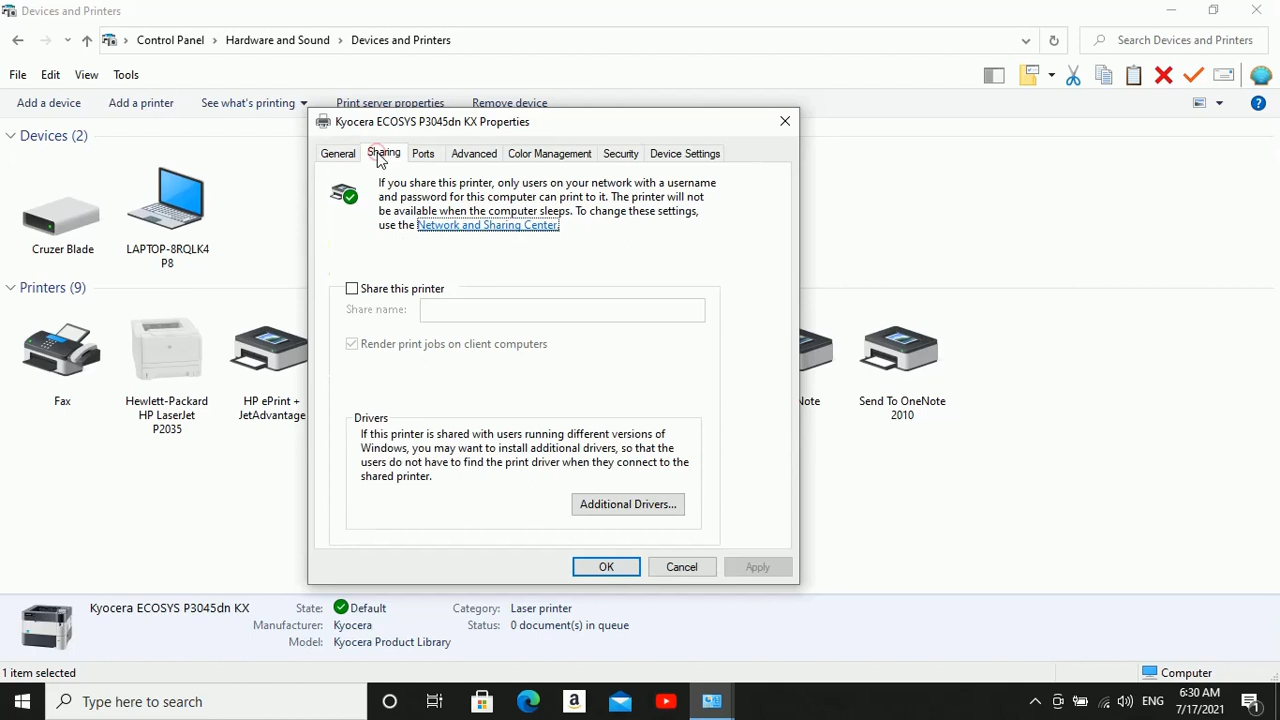 Devices and Printers
Control Panel > Hardware and Sound > Devices and Printers
Search Devices and Printers
File Edit View Tools
Add a device Add a printer See what's printing Print server properties Remove device
Devices (2)
Cruzer Blade
LAPTOP-8RQLK4
P8
Printers (9)
Fax
Hewlett-Packard
HP LaserJet
P2035
HP ePrint +
JetAdvantage
Note
Send To OneNote
2010
Kyocera ECOSYS P3045dn KX Properties
General Sharing Ports Advanced Color Management Security Device Settings
If you share this printer, only users on your network with a username
and password for this computer can print to it. The printer will not
be available when the computer sleeps. To change these settings,
use the Network and Sharing Center.
Share this printer
Share name:
Render print jobs on client computers
Drivers
If this printer is shared with users running different versions of
Windows, you may want to install additional drivers, so that the
users do not have to find the print driver when they connect to the
shared printer.
Additional Drivers...
OK Cancel Apply
Kyocera ECOSYS P3045dn KX
State: Default
Manufacturer: Kyocera
Model: Kyocera Product Library
Category: Laser printer
Status: 0 document(s) in queue
1 item selected
Computer
Type here to search
ENG
6:30 AM
7/17/2021
1